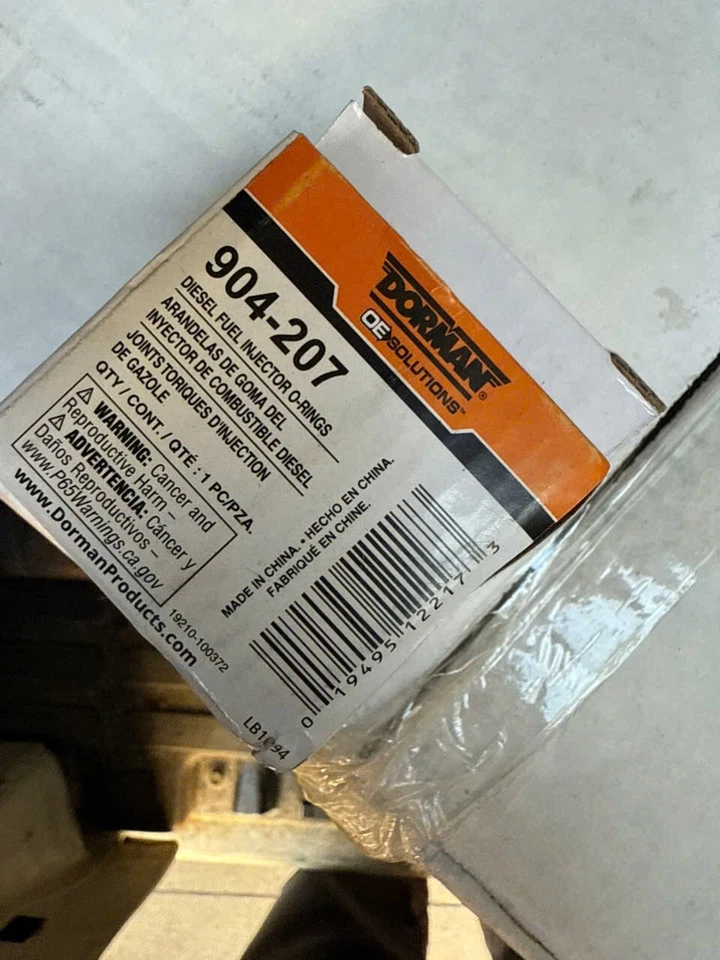 DORMAN®
OE SOLUTIONS™
904-207
DIESEL FUEL INJECTOR O-RINGS
ARANDELAS DE GOMA DEL
INYECTOR DE COMBUSTIBLE DIESEL
JOINTS TORIQUES D'INJECTION
DE GAZOLE
QTY / CONT. / QTÉ : 1 PC/PZA.
⚠ WARNING: Cancer and
Reproductive Harm –
⚠ ADVERTENCIA: Cáncer y
Daños Reproductivos –
www.P65Warnings.ca.gov
www.DormanProducts.com
MADE IN CHINA. - HECHO EN CHINA.
FABRIQUÉ EN CHINE.
19210-100372
0 19495 12217 3